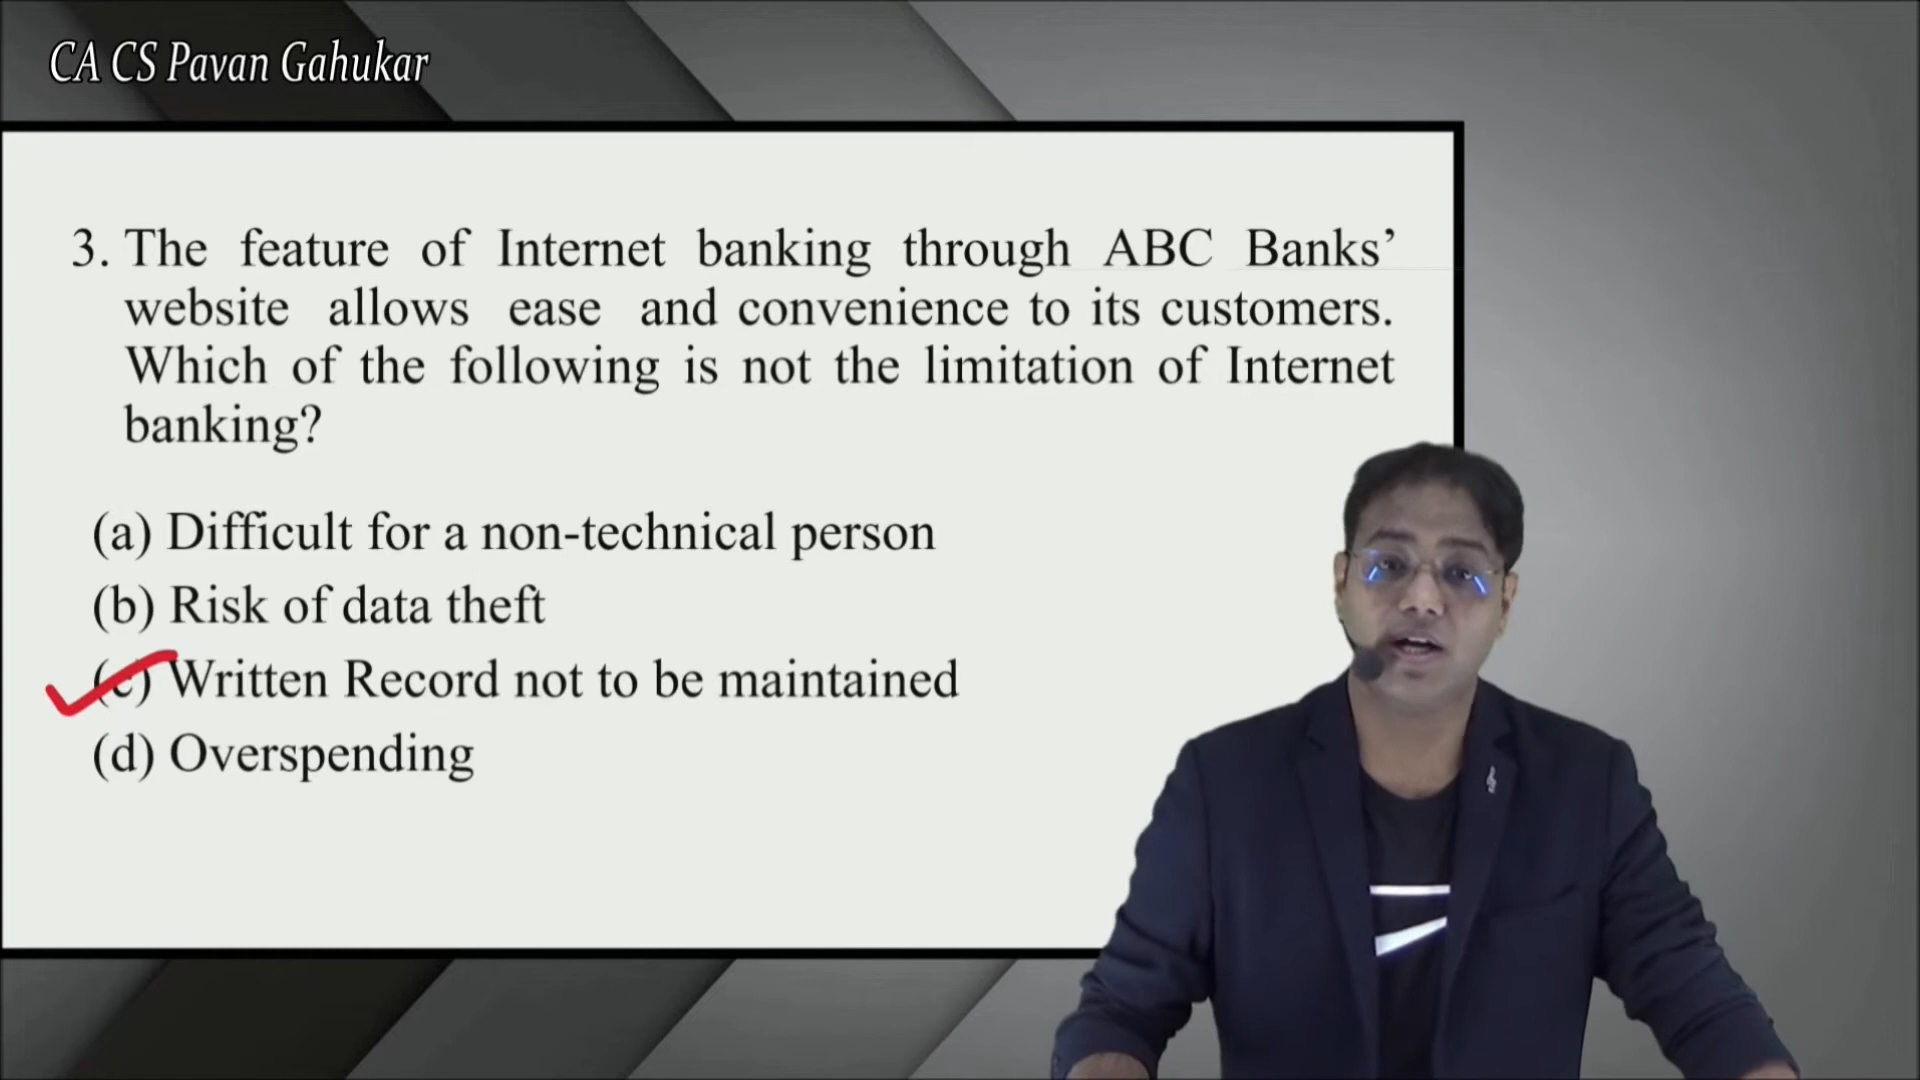 CA CS Pavan Gahukar
3. The feature of Internet banking through ABC Banks’
website allows ease and convenience to its customers.
Which of the following is not the limitation of Internet
banking?
(a) Difficult for a non-technical person
(b) Risk of data theft
(c) Written Record not to be maintained
(d) Overspending